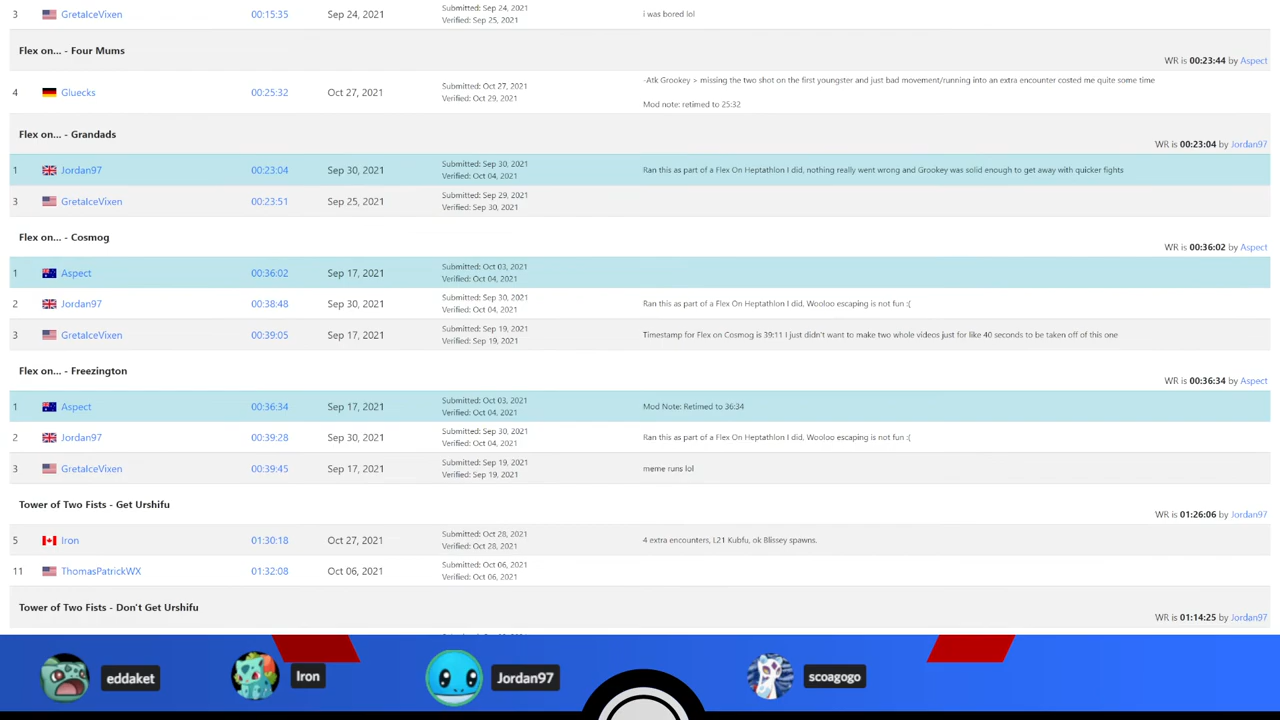 3 GretaIceVixen 00:15:35 Sep 24, 2021 Submitted: Sep 24, 2021 i was bored lol
Verified: Sep 25, 2021
Flex on... - Four Mums
WR is 00:23:44 by Aspect
4 Gluecks 00:25:32 Oct 27, 2021 Submitted: Oct 27, 2021 -Atk Grookey > missing the two shot on the first youngster and just bad movement/running into an extra encounter costed me quite some time
Verified: Oct 29, 2021 Mod note: retimed to 25:32
Flex on... - Grandads
WR is 00:23:04 by Jordan97
1 Jordan97 00:23:04 Sep 30, 2021 Submitted: Sep 30, 2021 Ran this as part of a Flex On Heptathlon I did, nothing really went wrong and Grookey was solid enough to get away with quicker fights
Verified: Oct 04, 2021
3 GretaIceVixen 00:23:51 Sep 25, 2021 Submitted: Sep 29, 2021
Verified: Sep 30, 2021
Flex on... - Cosmog
WR is 00:36:02 by Aspect
1 Aspect 00:36:02 Sep 17, 2021 Submitted: Oct 03, 2021
Verified: Oct 04, 2021
2 Jordan97 00:38:48 Sep 30, 2021 Submitted: Sep 30, 2021 Ran this as part of a Flex On Heptathlon I did, Wooloo escaping is not fun :(
Verified: Oct 04, 2021
3 GretaIceVixen 00:39:05 Sep 17, 2021 Submitted: Sep 19, 2021 Timestamp for Flex on Cosmog is 39:11 I just didn't want to make two whole videos just for like 40 seconds to be taken off of this one
Verified: Sep 19, 2021
Flex on... - Freezington
WR is 00:36:34 by Aspect
1 Aspect 00:36:34 Sep 17, 2021 Submitted: Oct 03, 2021 Mod Note: Retimed to 36:34
Verified: Oct 04, 2021
2 Jordan97 00:39:28 Sep 30, 2021 Submitted: Sep 30, 2021 Ran this as part of a Flex On Heptathlon I did, Wooloo escaping is not fun :(
Verified: Oct 04, 2021
3 GretaIceVixen 00:39:45 Sep 17, 2021 Submitted: Sep 19, 2021 meme runs lol
Verified: Sep 19, 2021
Tower of Two Fists - Get Urshifu
WR is 01:26:06 by Jordan97
5 Iron 01:30:18 Oct 27, 2021 Submitted: Oct 28, 2021 4 extra encounters, L21 Kubfu, ok Blissey spawns.
Verified: Oct 28, 2021
11 ThomasPatrickWX 01:32:08 Oct 06, 2021 Submitted: Oct 06, 2021
Verified: Oct 06, 2021
Tower of Two Fists - Don't Get Urshifu
WR is 01:14:25 by Jordan97
eddaket Iron Jordan97 scoagogo